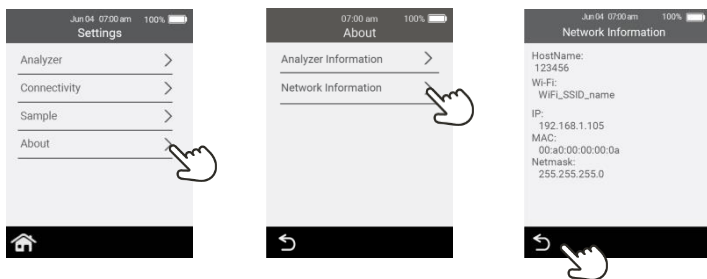 Jun 04 07:00 am 100%
Settings
Analyzer
Connectivity
Sample
About
07:00 am 100%
About
Analyzer Information
Network Information
Jun 04 07:00 am 100%
Network Information
HostName:
123456
Wi-Fi:
WiFi_SSID_name
IP:
192.168.1.105
MAC:
00:a0:00:00:00:0a
Netmask:
255.255.255.0